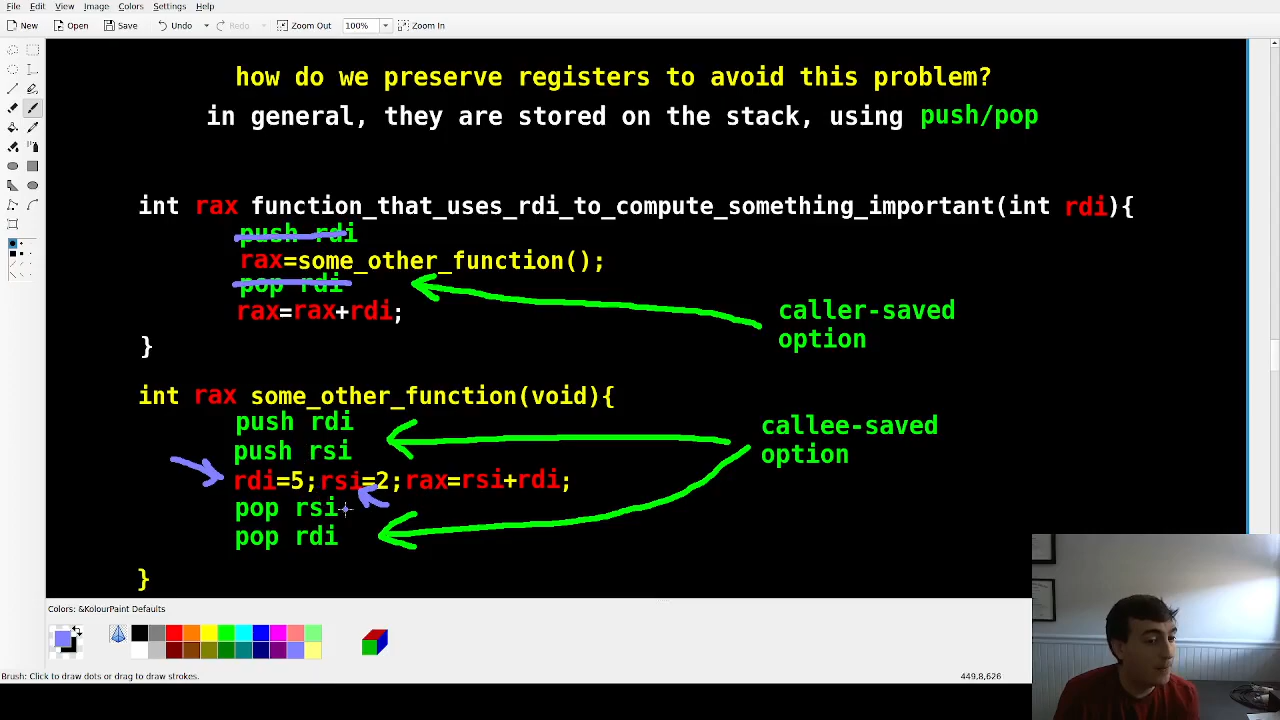 File Edit View Image Colors Settings Help
New Open Save Undo Redo Zoom Out 100% Zoom In
how do we preserve registers to avoid this problem?
in general, they are stored on the stack, using push/pop
int rax function_that_uses_rdi_to_compute_something_important(int rdi){
push rdi
rax=some_other_function();
pop rdi
rax=rax+rdi;
}
caller-saved
option
int rax some_other_function(void){
push rdi
push rsi
rdi=5;rsi=2;rax=rsi+rdi;
pop rsi
pop rdi
}
callee-saved
option
Colors: &KolourPaint Defaults
Brush: Click to draw dots or drag to draw strokes.
449,8,626